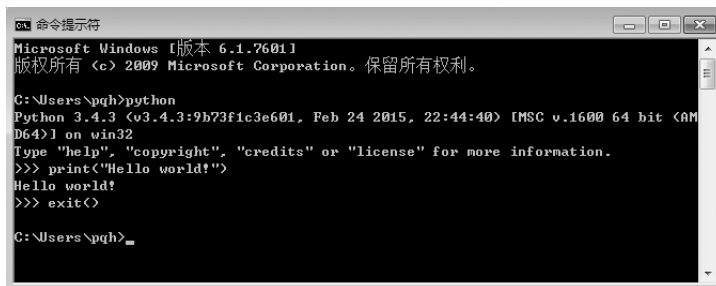 命令提示符
Microsoft Windows [版本 6.1.7601]
版权所有 (c) 2009 Microsoft Corporation。保留所有权利。
C:\Users\pqh>python
Python 3.4.3 (v3.4.3:9b73f1c3e601, Feb 24 2015, 22:44:40) [MSC v.1600 64 bit (AM
D64)] on win32
Type "help", "copyright", "credits" or "license" for more information.
>>> print("Hello world!")
Hello world!
>>> exit()
C:\Users\pqh>